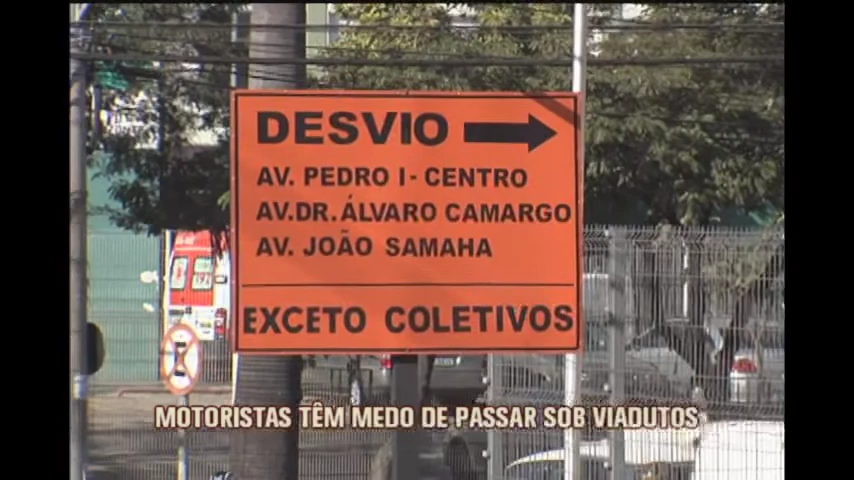 DESVIO
AV. PEDRO I - CENTRO
AV.DR. ÁLVARO CAMARGO
AV. JOÃO SAMAHA
EXCETO COLETIVOS
MOTORISTAS TÊM MEDO DE PASSAR SOB VIADUTOS